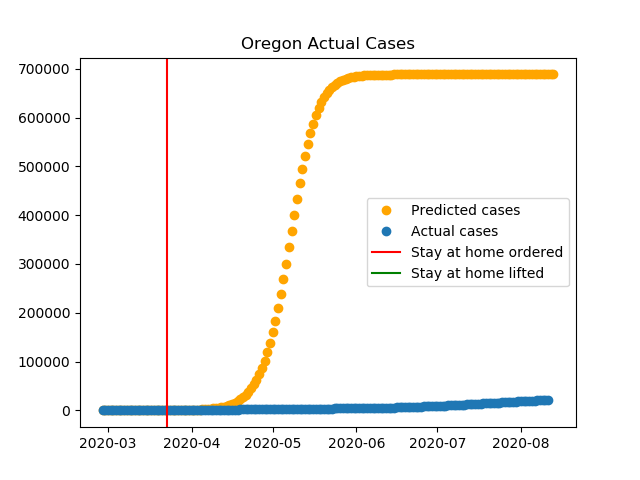 Oregon Actual Cases
700000
600000
500000
400000
300000
200000
100000
0
Predicted cases
Actual cases
Stay at home ordered
Stay at home lifted
2020-03 2020-04 2020-05 2020-06 2020-07 2020-08